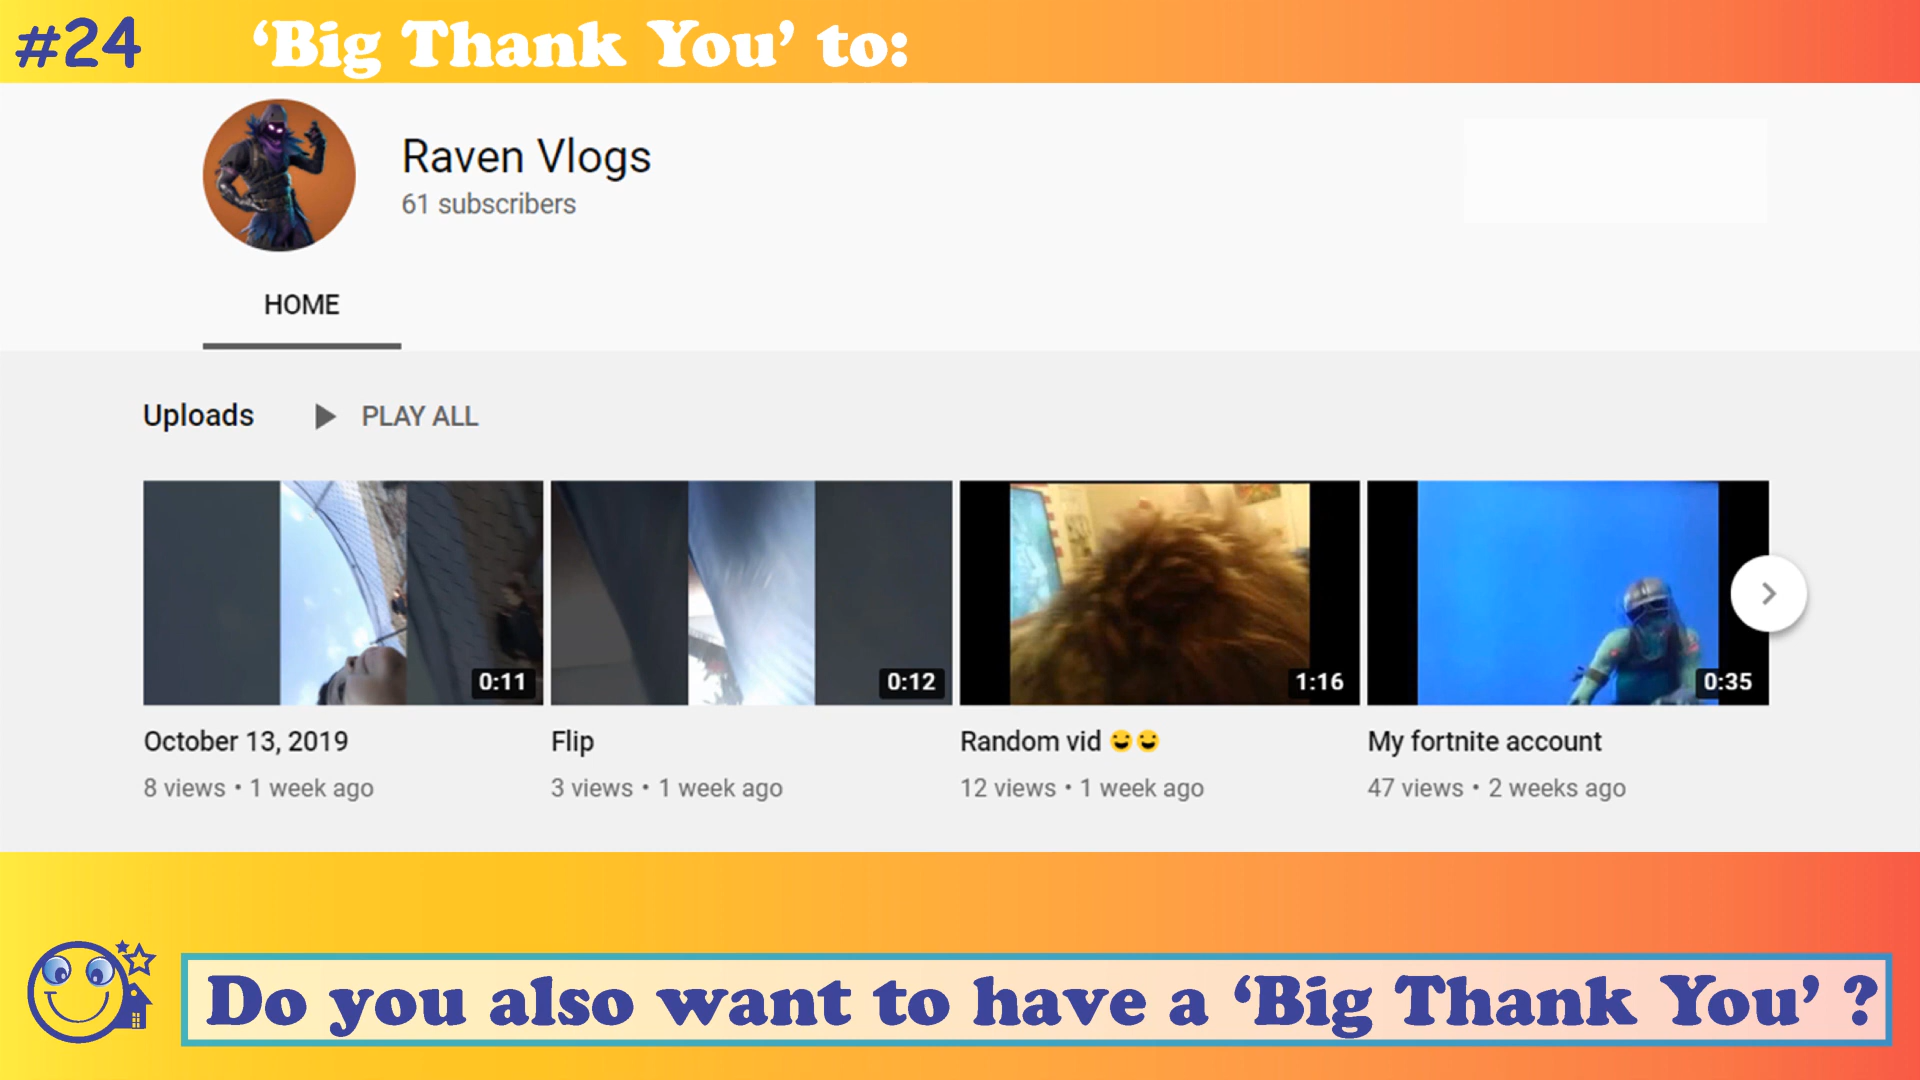 #24 ‘Big Thank You’ to:
Raven Vlogs
61 subscribers
HOME
Uploads PLAY ALL
0:11 0:12 1:16 0:35
October 13, 2019 Flip Random vid 😄😄 My fortnite account
8 views • 1 week ago 3 views • 1 week ago 12 views • 1 week ago 47 views • 2 weeks ago
Do you also want to have a ‘Big Thank You’ ?